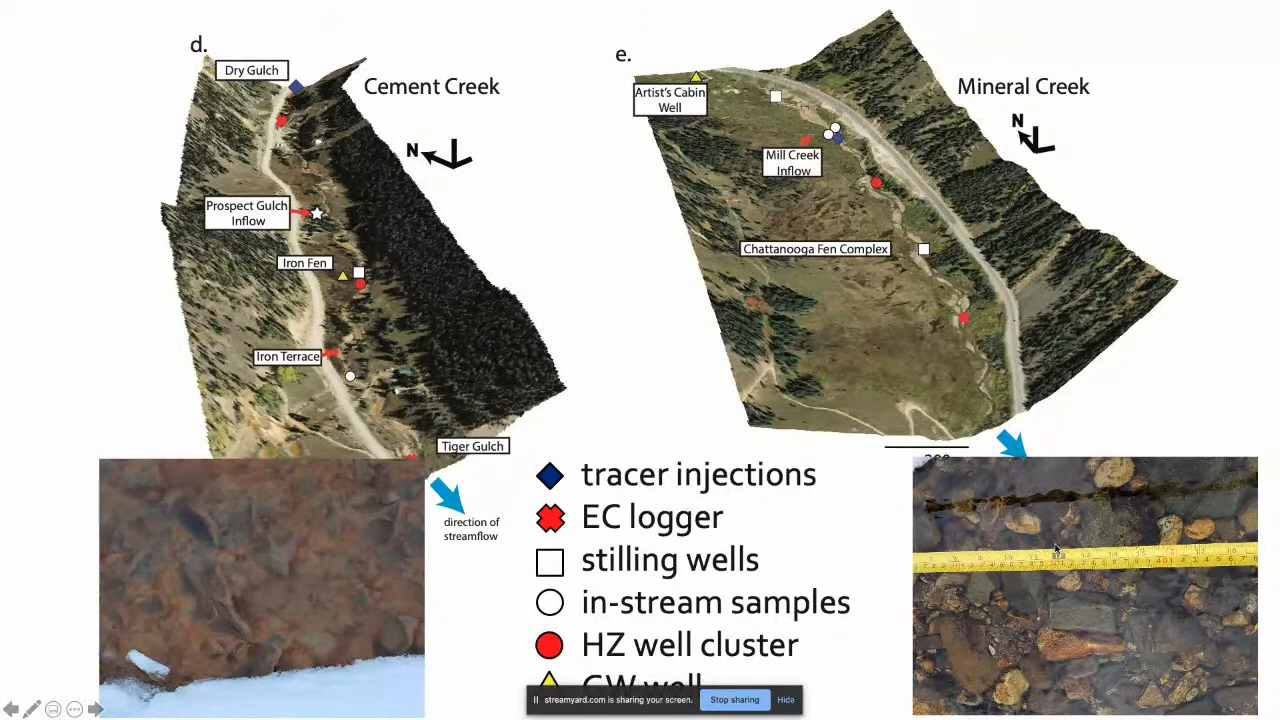 d.
Dry Gulch
Cement Creek
N
Prospect Gulch
Inflow
Iron Fen
Iron Terrace
Tiger Gulch
direction of
streamflow
e.
Artist's Cabin
Well
Mineral Creek
N
Mill Creek
Inflow
Chattanooga Fen Complex
tracer injections
EC logger
stilling wells
in-stream samples
HZ well cluster
GW well
streamyard.com is sharing your screen.
Stop sharing
Hide